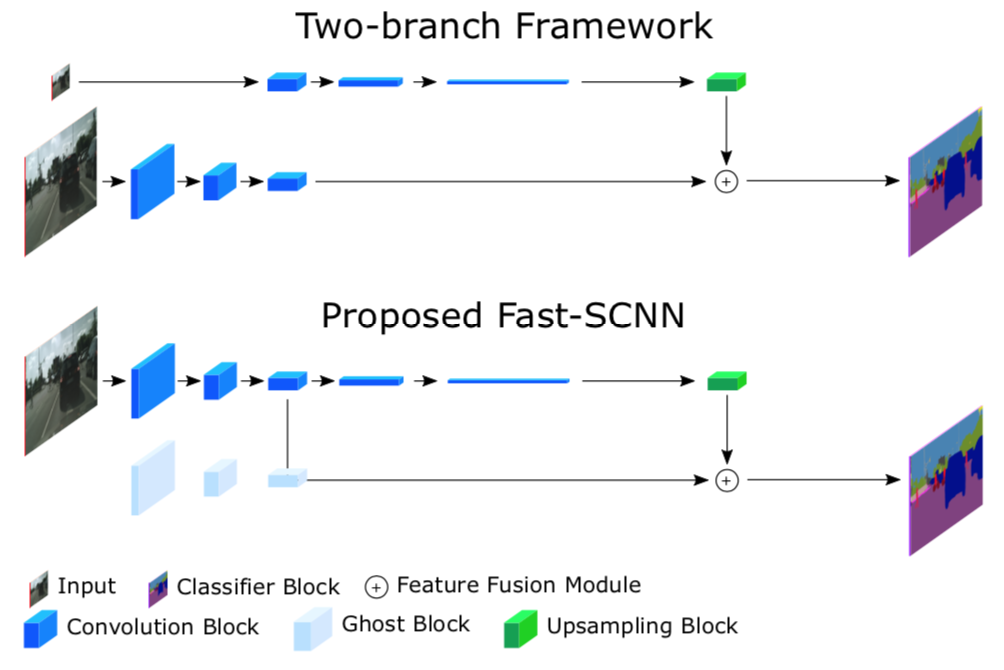 Two-branch Framework
Proposed Fast-SCNN
Input Classifier Block + Feature Fusion Module
Convolution Block Ghost Block Upsampling Block